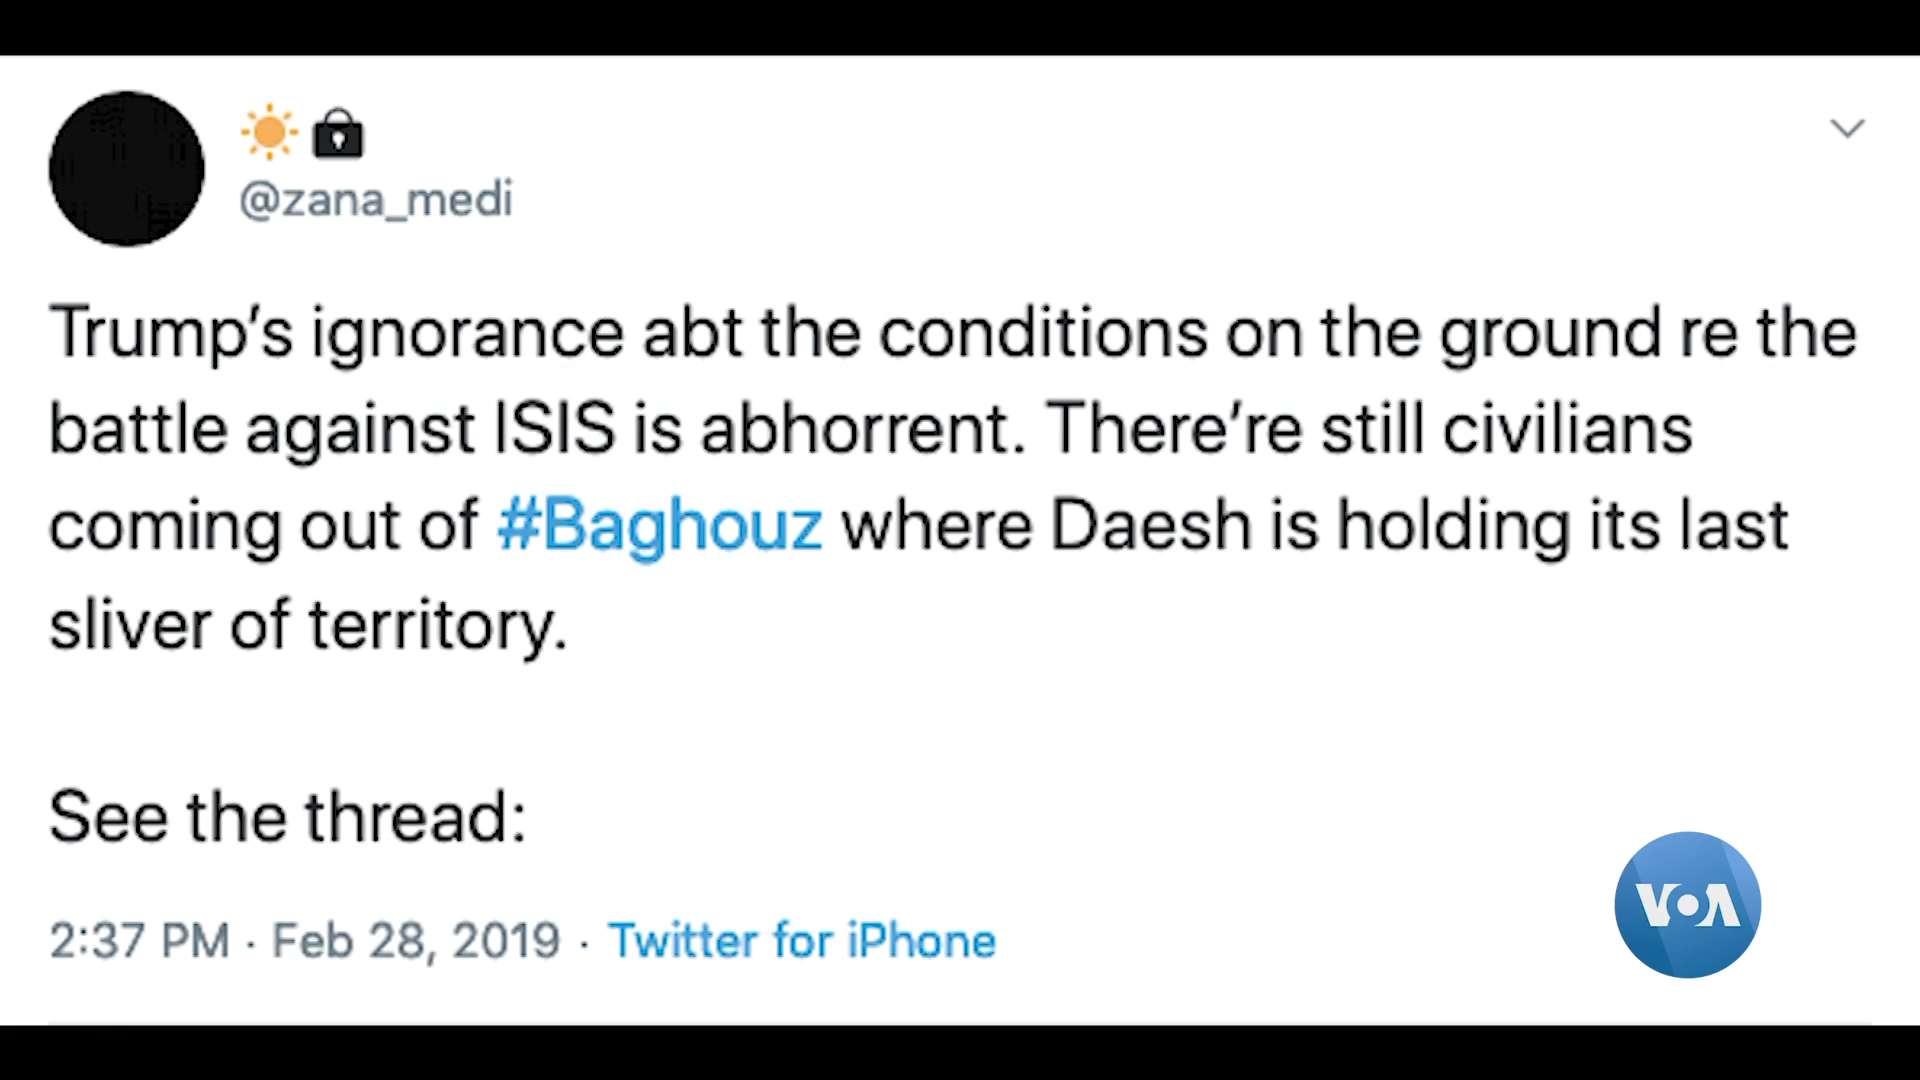 @zana_medi
Trump's ignorance abt the conditions on the ground re the
battle against ISIS is abhorrent. There're still civilians
coming out of #Baghouz where Daesh is holding its last
sliver of territory.
See the thread:
VOA
2:37 PM · Feb 28, 2019 · Twitter for iPhone